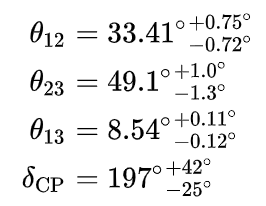 θ₁₂ = 33.41°⁺⁰·⁷⁵°₋₀.₇₂°
θ₂₃ = 49.1°⁺¹·⁰°₋₁.₃°
θ₁₃ = 8.54°⁺⁰·¹¹°₋₀.₁₂°
δ_CP = 197°⁺⁴²°₋₂₅°